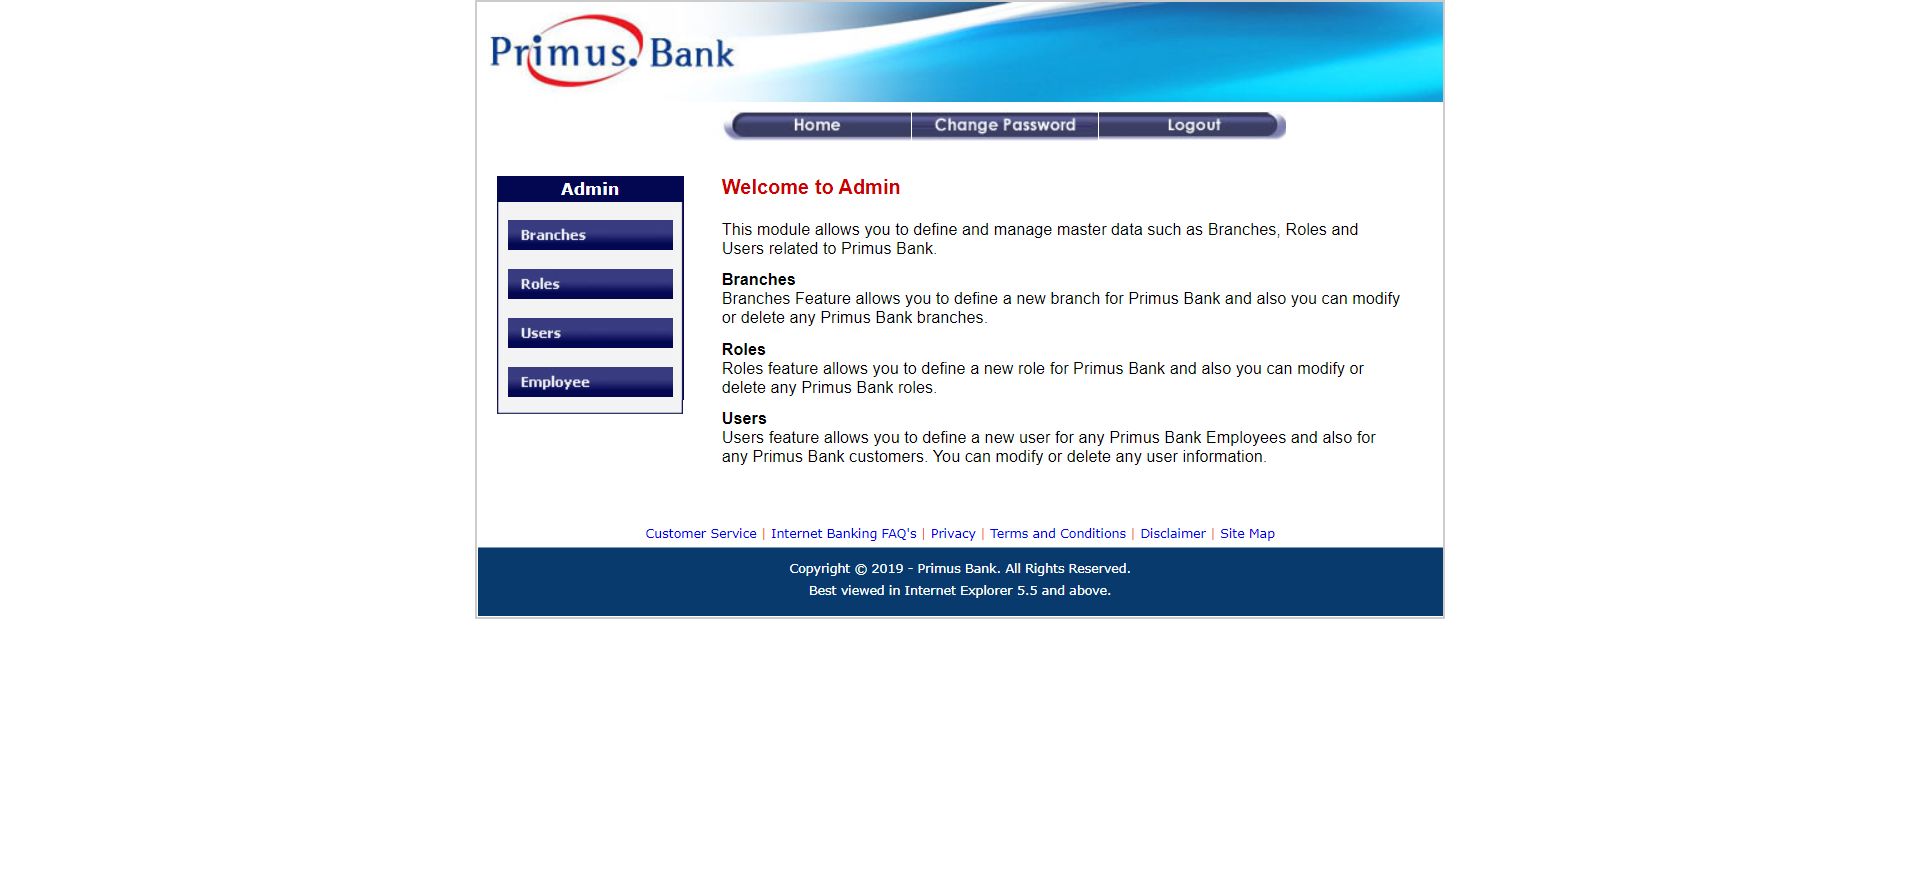 Primus. Bank
Home Change Password Logout
Admin
Branches
Roles
Users
Employee
Welcome to Admin
This module allows you to define and manage master data such as Branches, Roles and
Users related to Primus Bank.
Branches
Branches Feature allows you to define a new branch for Primus Bank and also you can modify
or delete any Primus Bank branches.
Roles
Roles feature allows you to define a new role for Primus Bank and also you can modify or
delete any Primus Bank roles.
Users
Users feature allows you to define a new user for any Primus Bank Employees and also for
any Primus Bank customers. You can modify or delete any user information.
Customer Service | Internet Banking FAQ's | Privacy | Terms and Conditions | Disclaimer | Site Map
Copyright © 2019 - Primus Bank. All Rights Reserved.
Best viewed in Internet Explorer 5.5 and above.